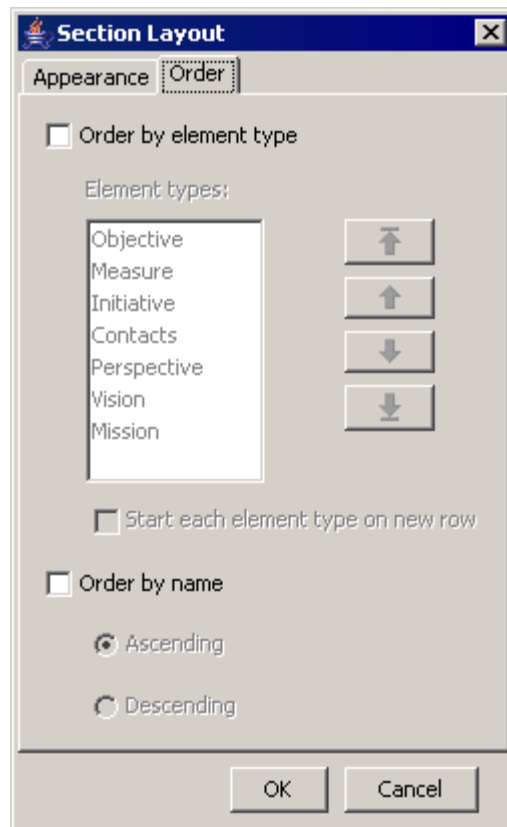 Section Layout
Appearance
Order
Order by element type
Element types:
Objective
Measure
Initiative
Contacts
Perspective
Vision
Mission
Start each element type on new row
Order by name
Ascending
Descending
OK
Cancel